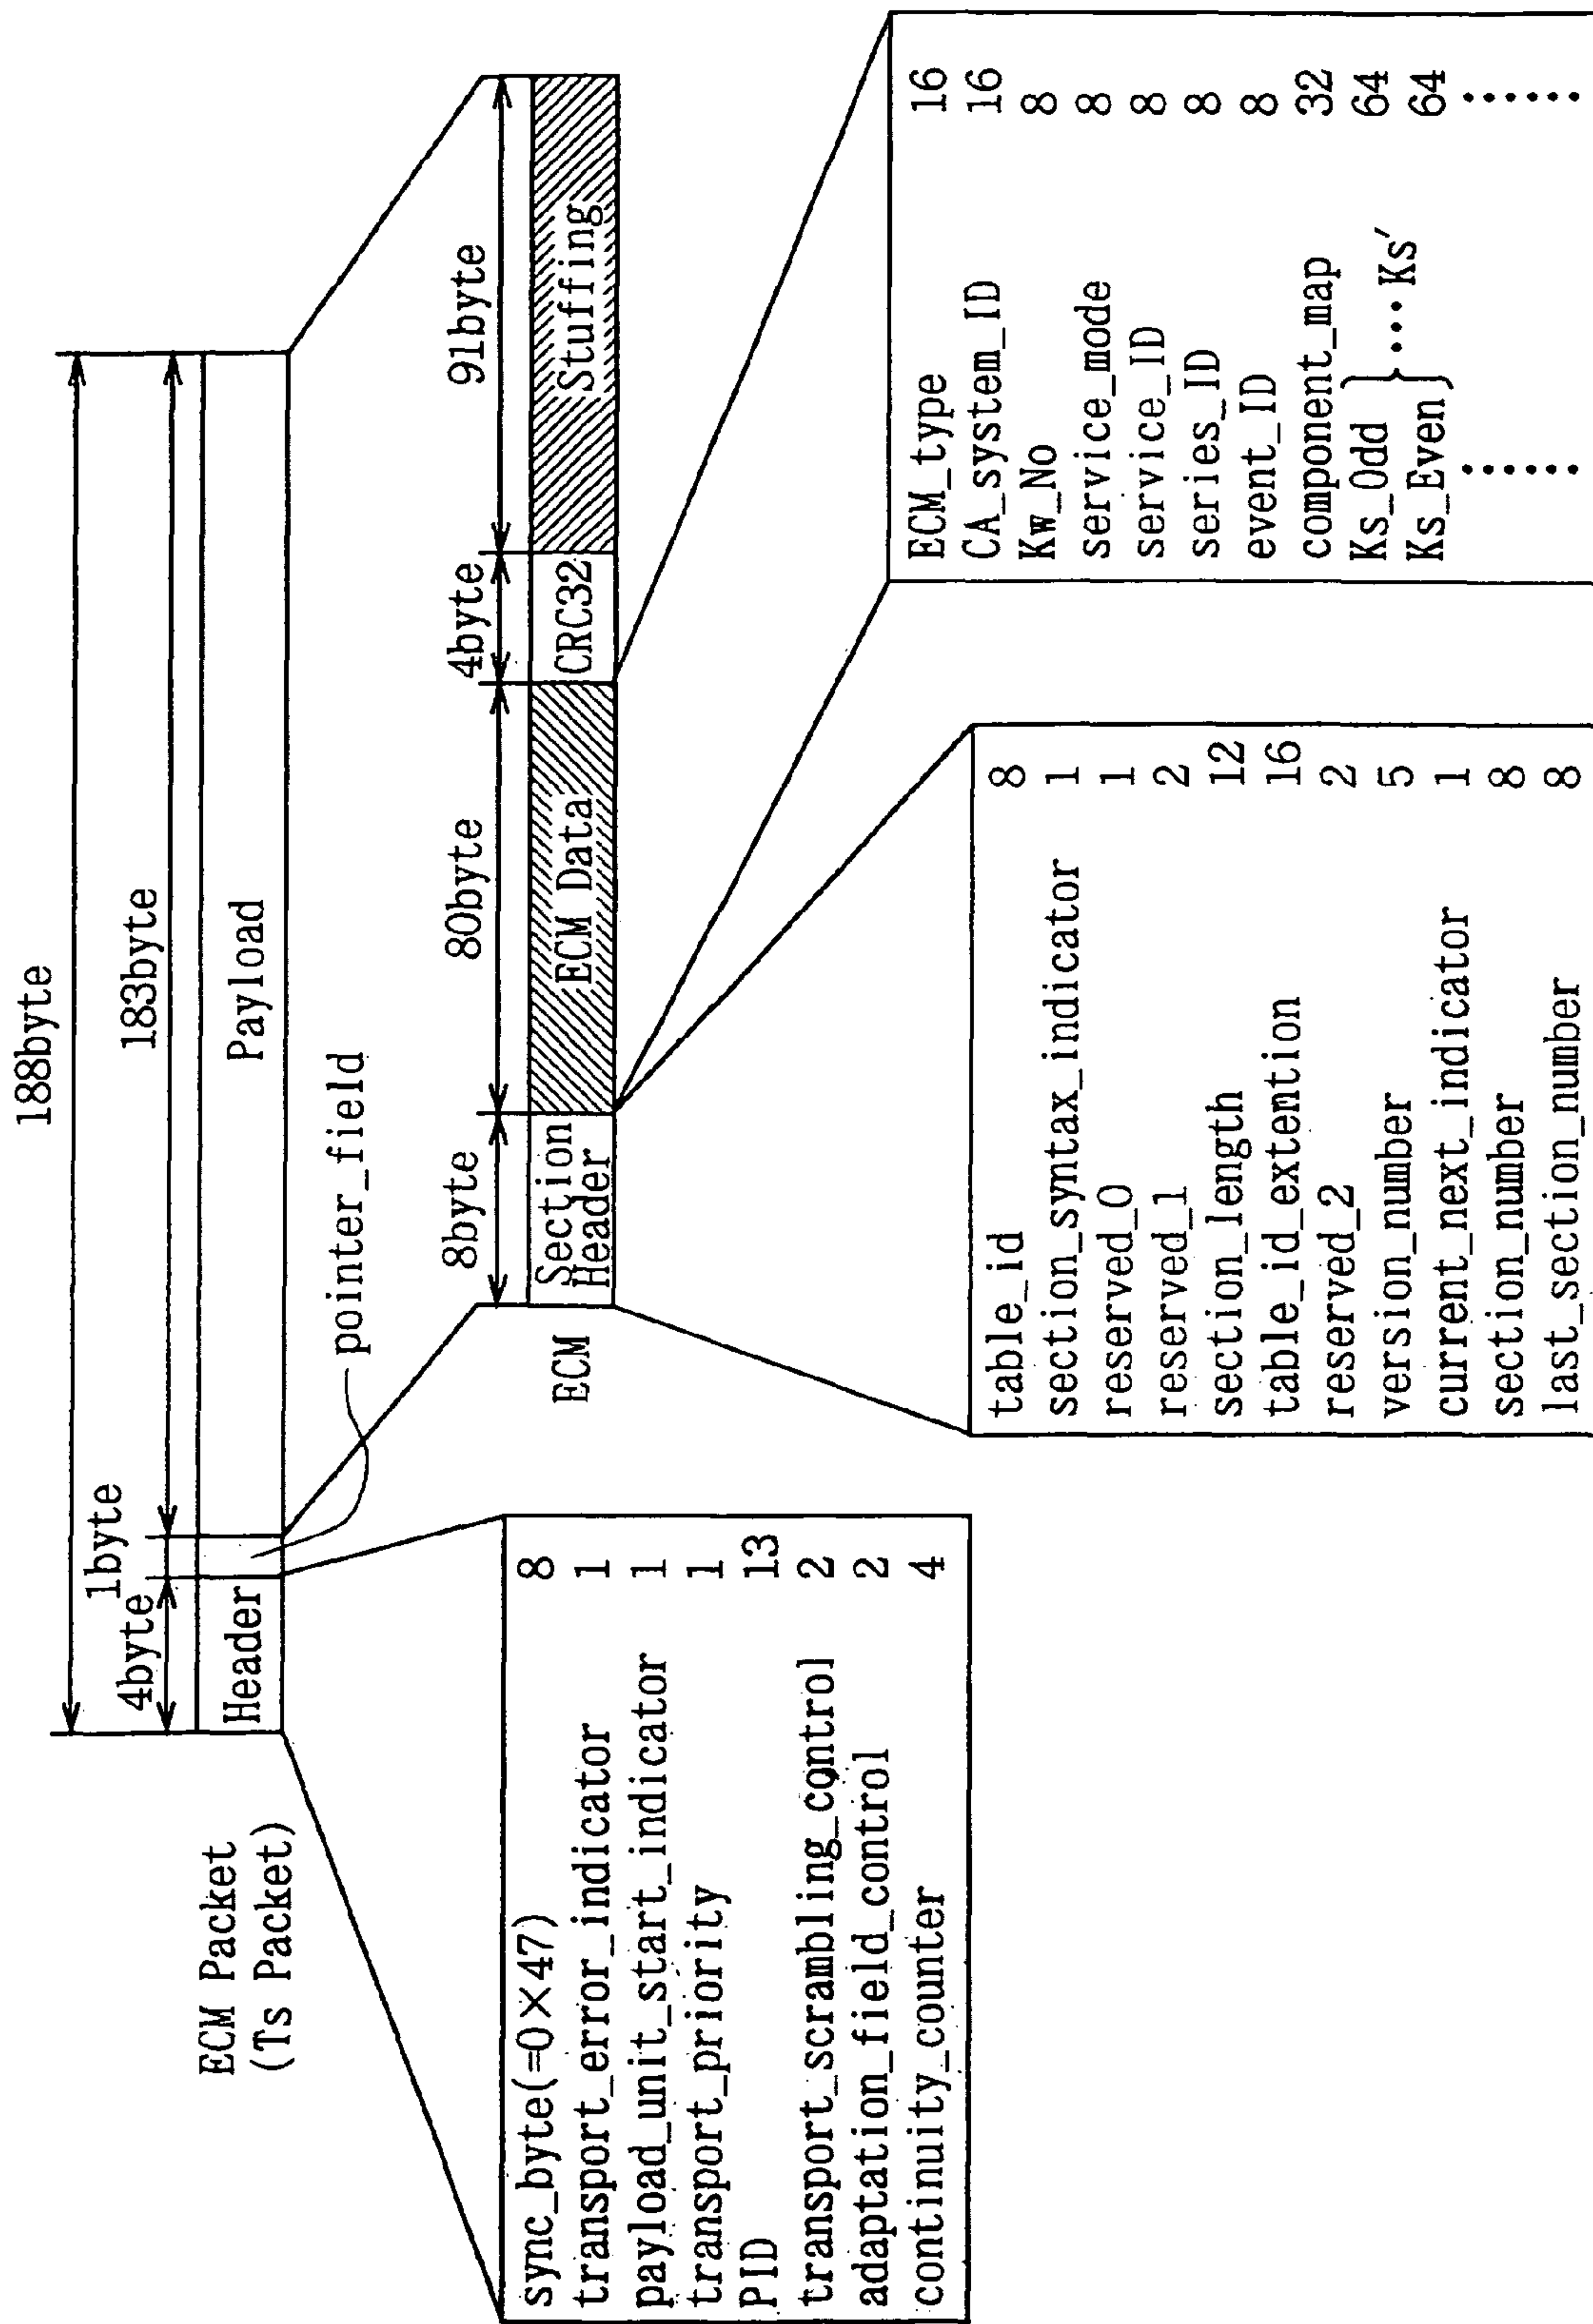 188byte
4byte
1byte
183byte
ECM Packet
(Ts Packet)
Header
Payload
pointer_field
sync_byte(=0×47) 8
transport_error_indicator 1
payload_unit_start_indicator 1
transport_priority 1
PID 13
transport_scrambling_control 2
adaptation_field_control 2
continuity_counter 4
8byte
80byte
4byte
91byte
ECM
Section
Header
ECM Data
CRC32
Stuffing
table_id 8
section_syntax_indicator 1
reserved_0 1
reserved_1 2
section_length 12
table_id_extemtion 16
reserved_2 2
version_number 5
current_next_indicator 1
section_number 8
last_section_number 8
ECM_type 16
CA_system_ID 16
Kw_No 8
service_mode 8
service_ID 8
series_ID 8
event_ID 8
component_map 32
Ks_Odd 64
Ks_Even 64
}····Ks′
······ ······